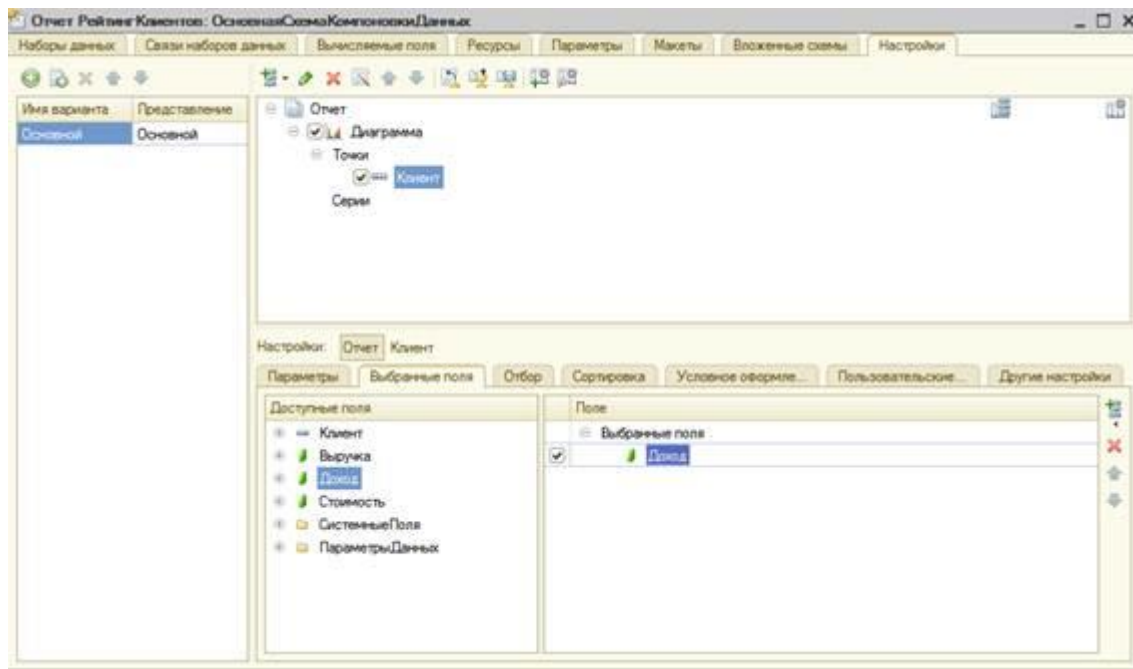 Отчет РейтингКлиентов: ОсновнаяСхемаКомпоновкиДанных
Наборы данных Связи наборов данных Вычисляемые поля Ресурсы Параметры Макеты Вложенные схемы Настройки
Имя варианта Представление
Основной Основной
Отчет
Диаграмма
Точки
Клиент
Серии
Настройки: Отчет Клиент
Параметры Выбранные поля Отбор Сортировка Условное оформле... Пользовательские... Другие настройки
Доступные поля Поле
Клиент Выбранные поля
Выручка Доход
Доход
Стоимость
СистемныеПоля
ПараметрыДанных